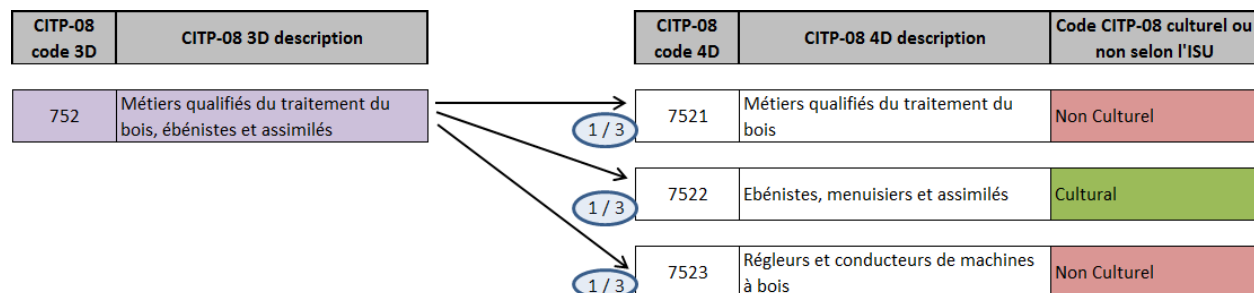 CITP-08 code 3D
CITP-08 3D description
CITP-08 code 4D
CITP-08 4D description
Code CITP-08 culturel ou non selon l'ISU
752
Métiers qualifiés du traitement du
bois, ébénistes et assimilés
1 / 3
7521
Métiers qualifiés du traitement du
bois
Non Culturel
1 / 3
7522
Ebénistes, menuisiers et assimilés
Cultural
1 / 3
7523
Régleurs et conducteurs de machines
à bois
Non Culturel